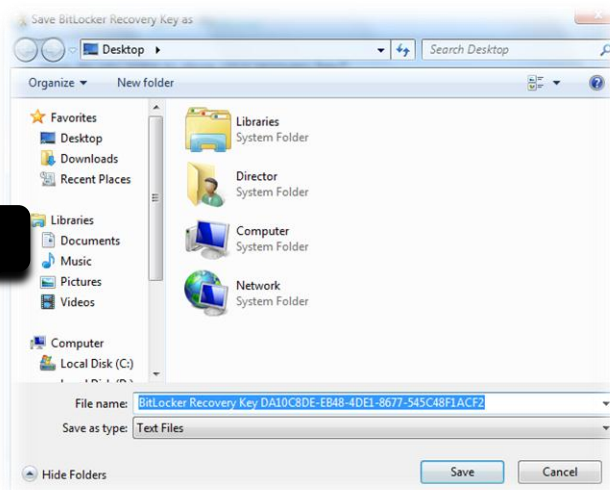 Save BitLocker Recovery Key as
Desktop
Search Desktop
Organize
New folder
Favorites
Desktop
Downloads
Recent Places
Libraries
Documents
Music
Pictures
Videos
Computer
Local Disk (C:)
Libraries
System Folder
Director
System Folder
Computer
System Folder
Network
System Folder
File name: BitLocker Recovery Key DA10C8DE-EB48-4DE1-8677-545C48F1ACF2
Save as type: Text Files
Hide Folders
Save
Cancel